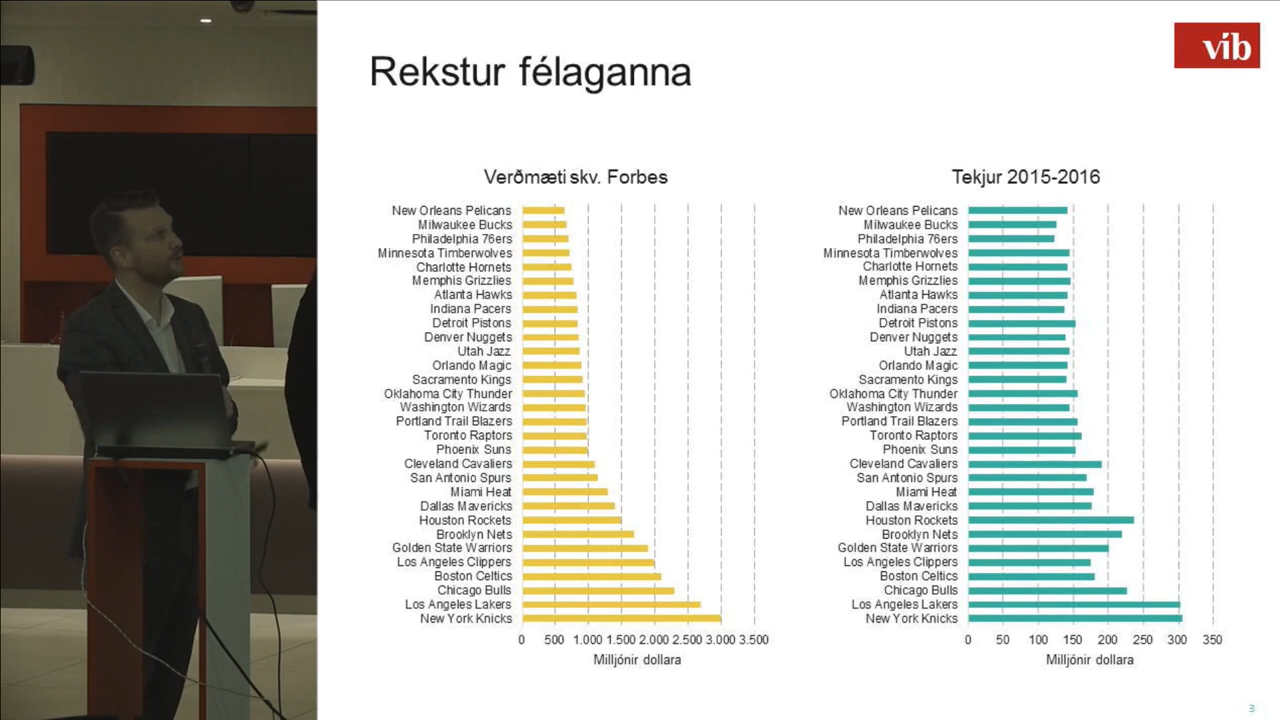 Rekstur félaganna
víb
Verðmæti skv. Forbes
New Orleans Pelicans
Milwaukee Bucks
Philadelphia 76ers
Minnesota Timberwolves
Charlotte Hornets
Memphis Grizzlies
Atlanta Hawks
Indiana Pacers
Detroit Pistons
Denver Nuggets
Utah Jazz
Orlando Magic
Sacramento Kings
Oklahoma City Thunder
Washington Wizards
Portland Trail Blazers
Toronto Raptors
Phoenix Suns
Cleveland Cavaliers
San Antonio Spurs
Miami Heat
Dallas Mavericks
Houston Rockets
Brooklyn Nets
Golden State Warriors
Los Angeles Clippers
Boston Celtics
Chicago Bulls
Los Angeles Lakers
New York Knicks
0 500 1.000 1.500 2.000 2.500 3.000 3.500
Milljónir dollara
Tekjur 2015-2016
New Orleans Pelicans
Milwaukee Bucks
Philadelphia 76ers
Minnesota Timberwolves
Charlotte Hornets
Memphis Grizzlies
Atlanta Hawks
Indiana Pacers
Detroit Pistons
Denver Nuggets
Utah Jazz
Orlando Magic
Sacramento Kings
Oklahoma City Thunder
Washington Wizards
Portland Trail Blazers
Toronto Raptors
Phoenix Suns
Cleveland Cavaliers
San Antonio Spurs
Miami Heat
Dallas Mavericks
Houston Rockets
Brooklyn Nets
Golden State Warriors
Los Angeles Clippers
Boston Celtics
Chicago Bulls
Los Angeles Lakers
New York Knicks
0 50 100 150 200 250 300 350
Milljónir dollara
3